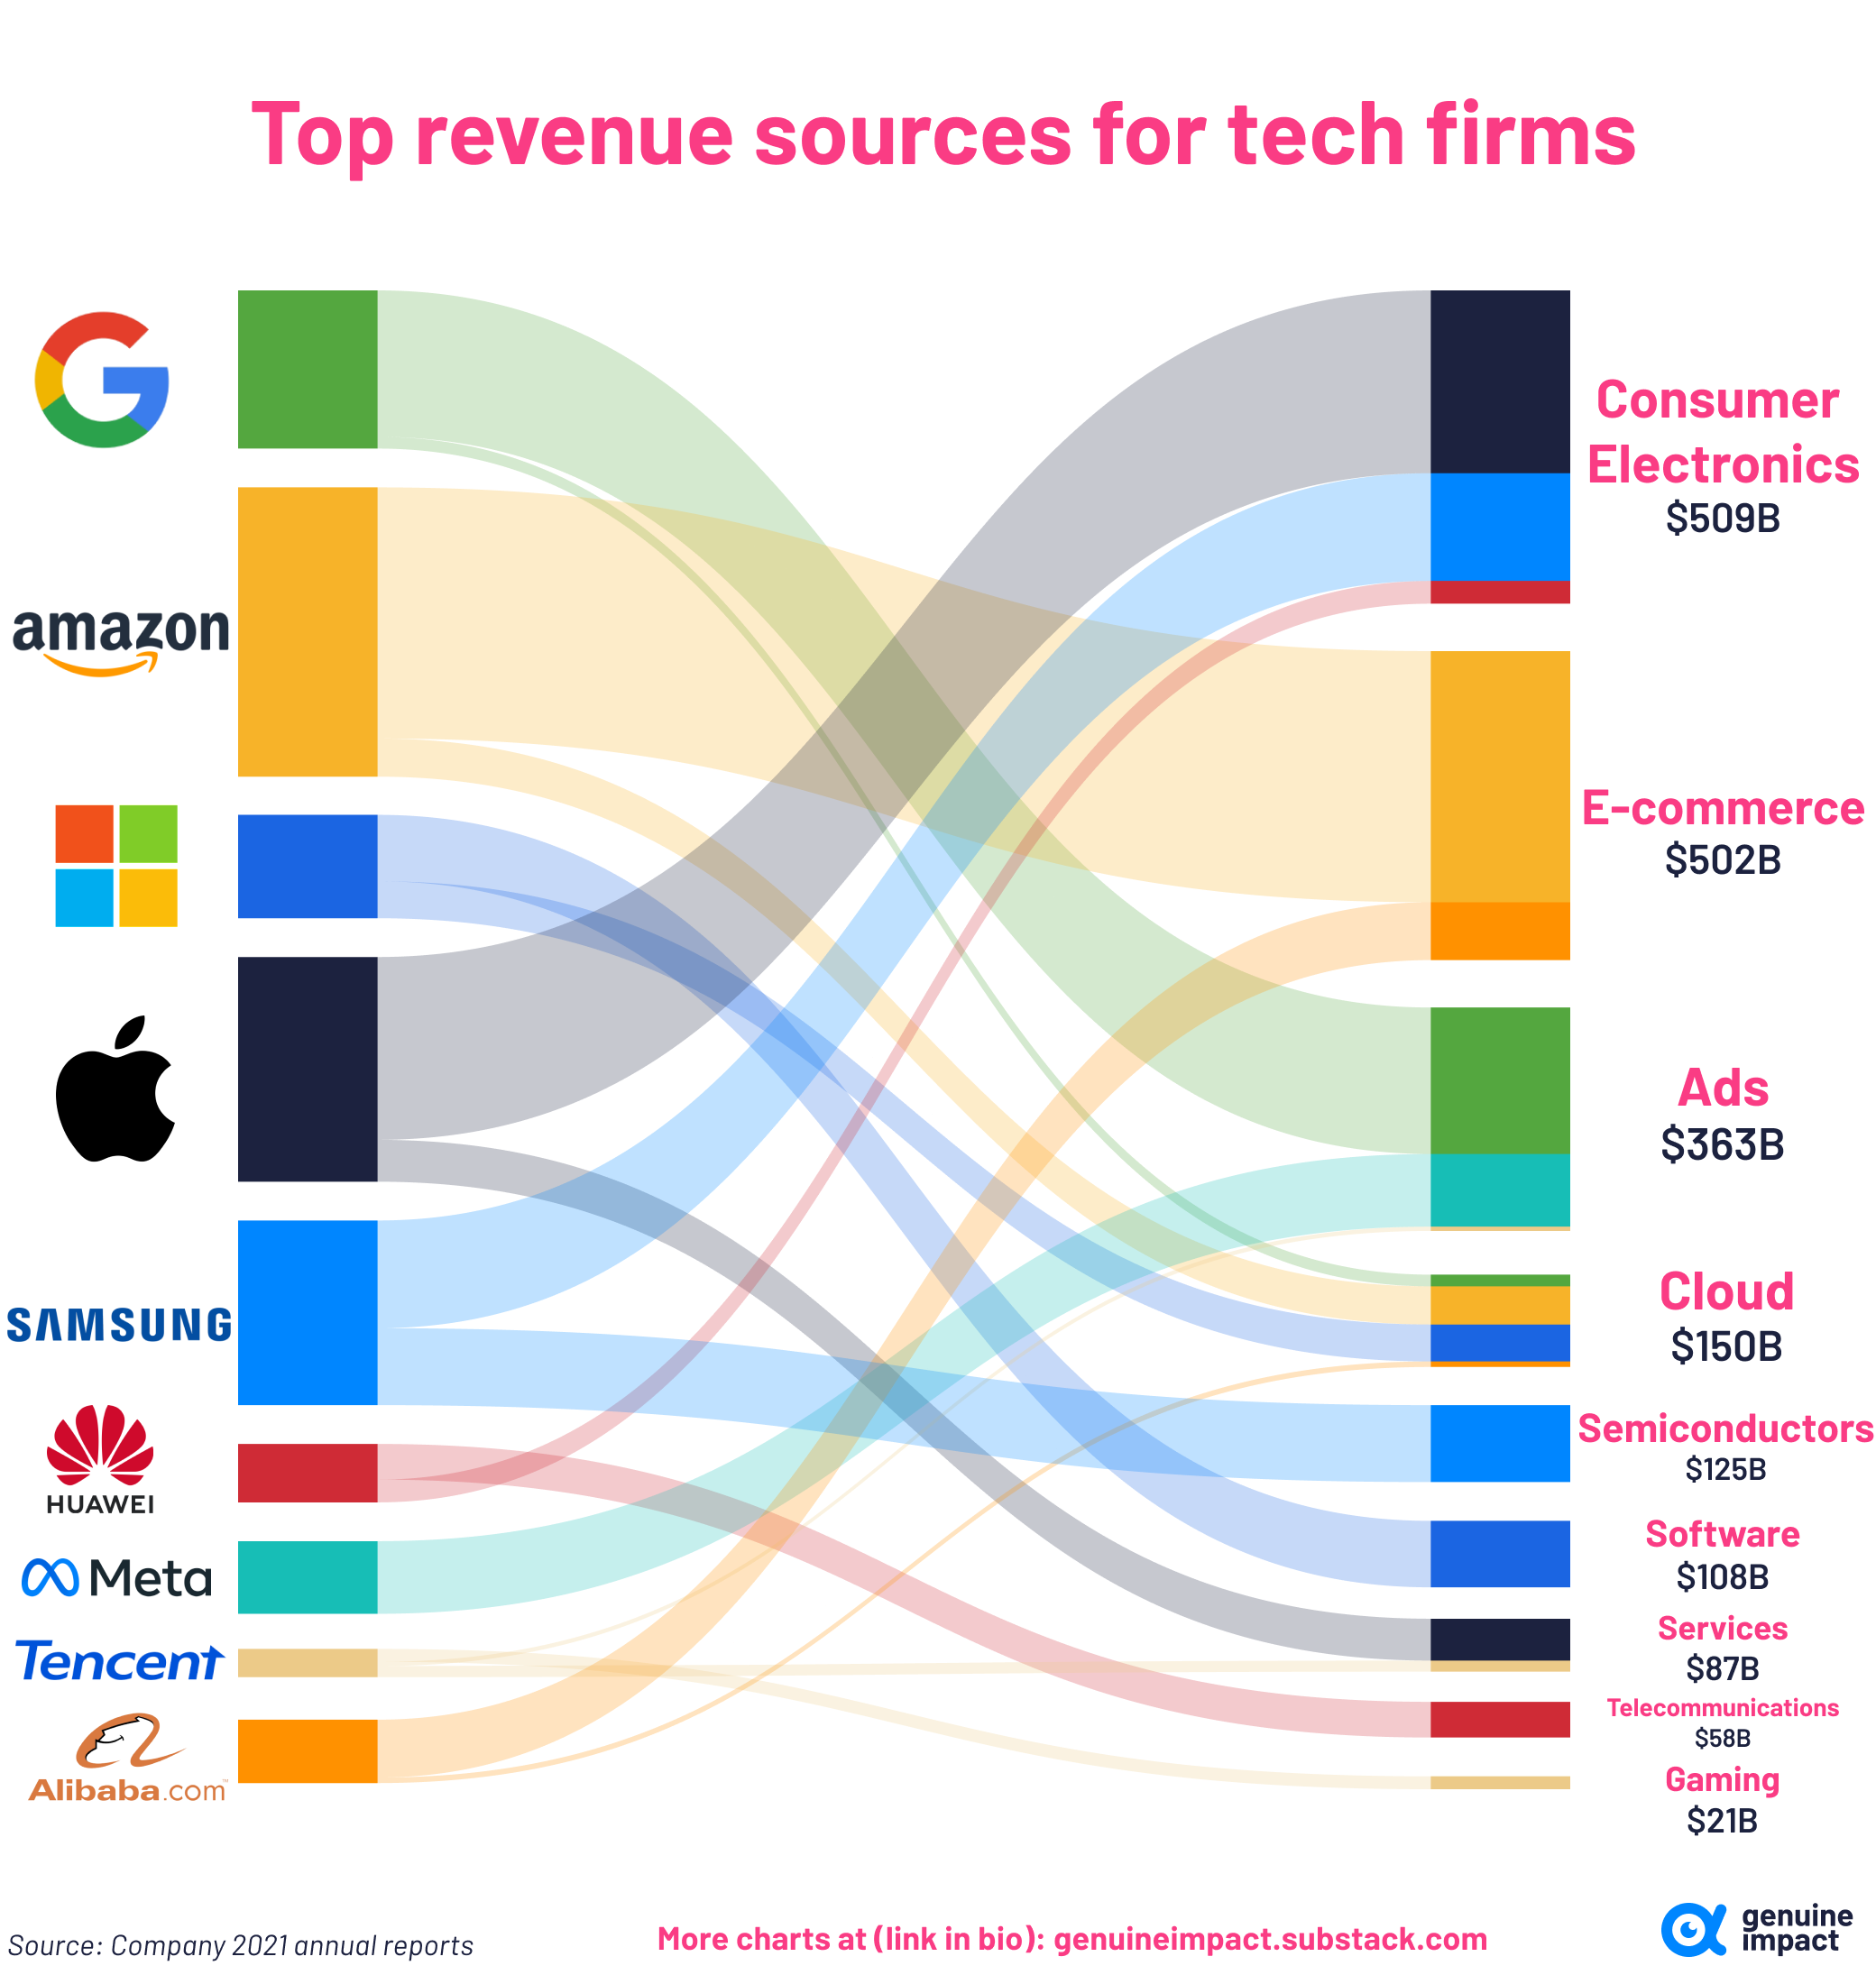 Top revenue sources for tech firms
amazon
SAMSUNG
HUAWEI
Meta
Tencent
Alibaba.com™
Consumer
Electronics
$509B
E-commerce
$502B
Ads
$363B
Cloud
$150B
Semiconductors
$125B
Software
$108B
Services
$87B
Telecommunications
$58B
Gaming
$21B
Source: Company 2021 annual reports
More charts at (link in bio): genuineimpact.substack.com
genuine
impact